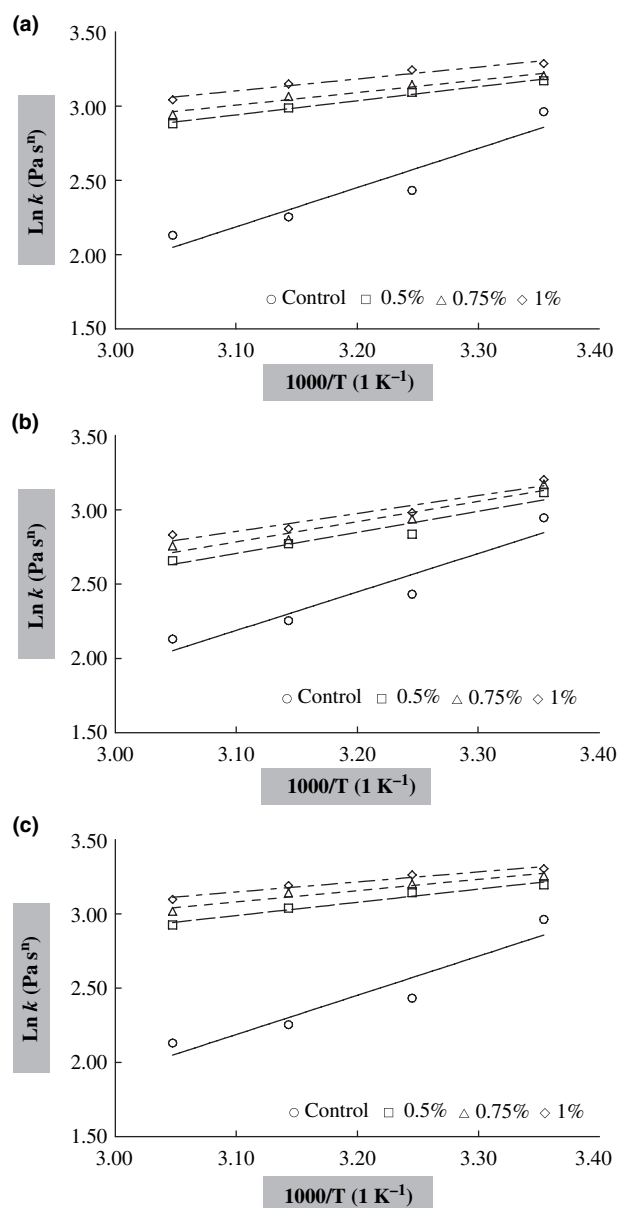 (a)
3.50
3.00
2.50
2.00
1.50
Ln k (Pa sⁿ)
○ Control □ 0.5% △ 0.75% ◇ 1%
3.00 3.10 3.20 3.30 3.40
1000/T (1 K⁻¹)
(b)
3.50
3.00
2.50
2.00
1.50
Ln k (Pa sⁿ)
○ Control □ 0.5% △ 0.75% ◇ 1%
3.00 3.10 3.20 3.30 3.40
1000/T (1 K⁻¹)
(c)
3.50
3.00
2.50
2.00
1.50
Ln k (Pa sⁿ)
○ Control □ 0.5% △ 0.75% ◇ 1%
3.00 3.10 3.20 3.30 3.40
1000/T (1 K⁻¹)